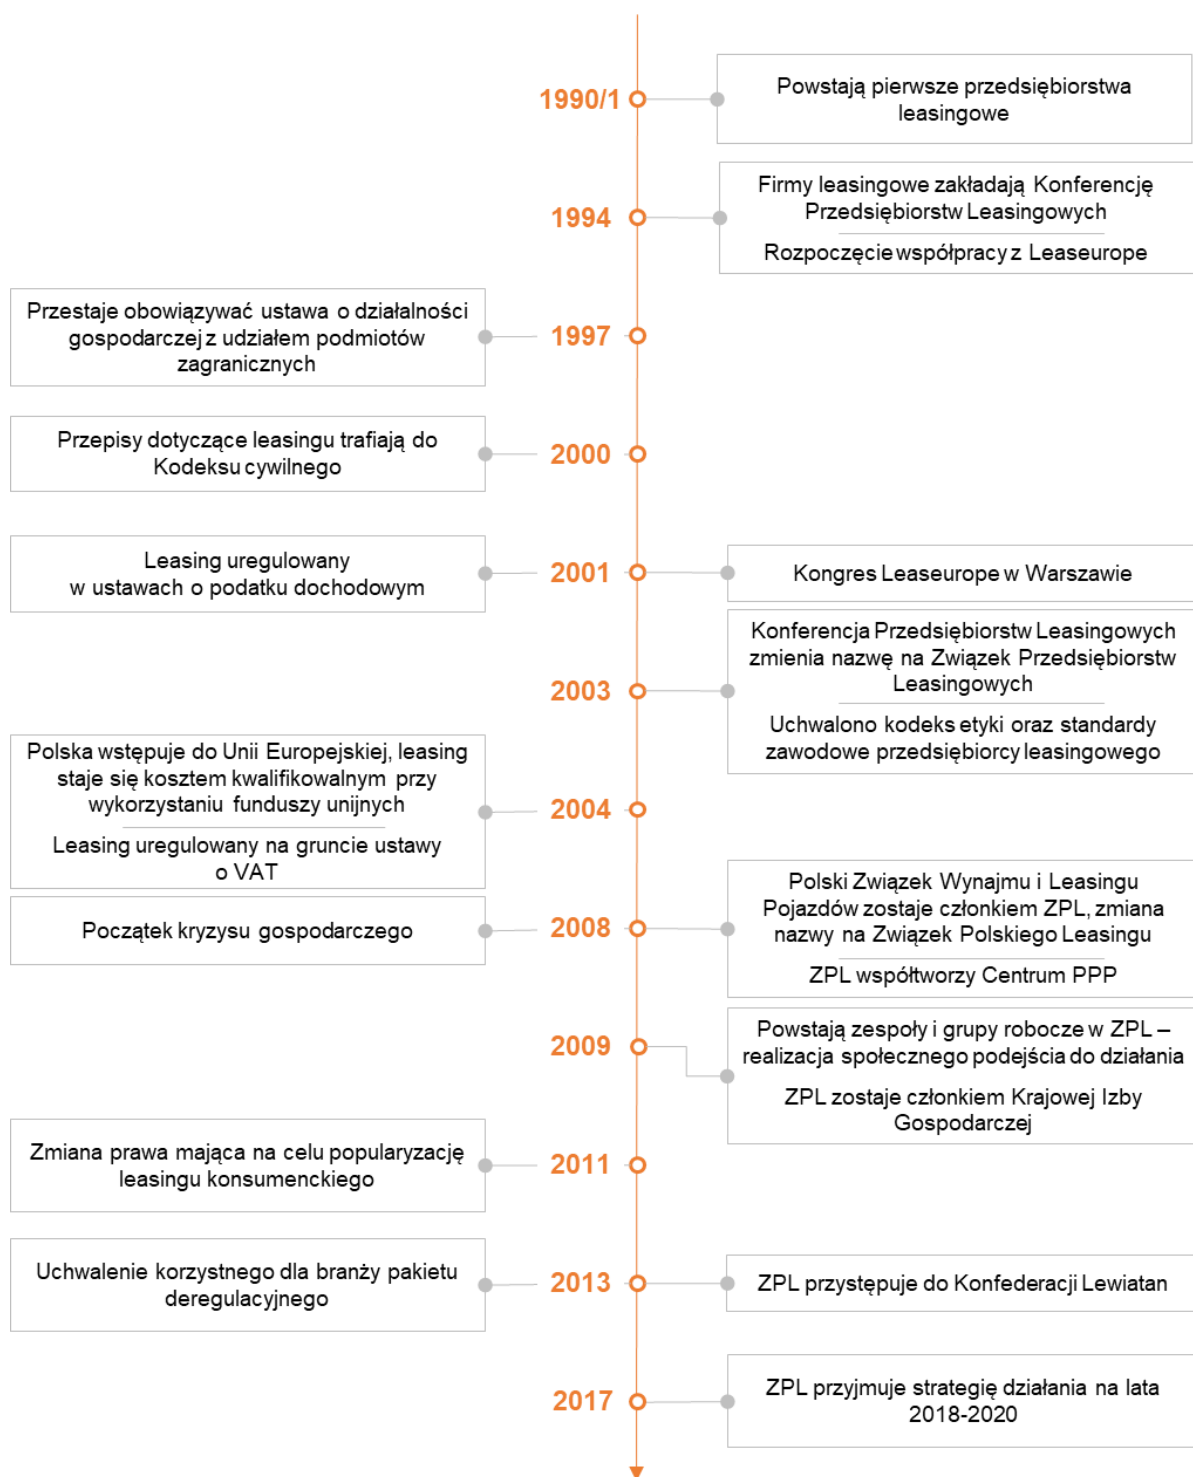 1990/1
Powstają pierwsze przedsiębiorstwa
leasingowe
1994
Firmy leasingowe zakładają Konferencję
Przedsiębiorstw Leasingowych
Rozpoczęcie współpracy z Leaseurope
Przestaje obowiązywać ustawa o działalności
gospodarczej z udziałem podmiotów
zagranicznych
1997
Przepisy dotyczące leasingu trafiają do
Kodeksu cywilnego
2000
Leasing uregulowany
w ustawach o podatku dochodowym
2001
Kongres Leaseurope w Warszawie
2003
Konferencja Przedsiębiorstw Leasingowych
zmienia nazwę na Związek Przedsiębiorstw
Leasingowych
Uchwalono kodeks etyki oraz standardy
zawodowe przedsiębiorcy leasingowego
Polska wstępuje do Unii Europejskiej, leasing
staje się kosztem kwalifikowalnym przy
wykorzystaniu funduszy unijnych
Leasing uregulowany na gruncie ustawy
o VAT
2004
Początek kryzysu gospodarczego
2008
Polski Związek Wynajmu i Leasingu
Pojazdów zostaje członkiem ZPL, zmiana
nazwy na Związek Polskiego Leasingu
ZPL współtworzy Centrum PPP
2009
Powstają zespoły i grupy robocze w ZPL –
realizacja społecznego podejścia do działania
ZPL zostaje członkiem Krajowej Izby
Gospodarczej
Zmiana prawa mająca na celu popularyzację
leasingu konsumenckiego
2011
Uchwalenie korzystnego dla branży pakietu
deregulacyjnego
2013
ZPL przystępuje do Konfederacji Lewiatan
2017
ZPL przyjmuje strategię działania na lata
2018-2020